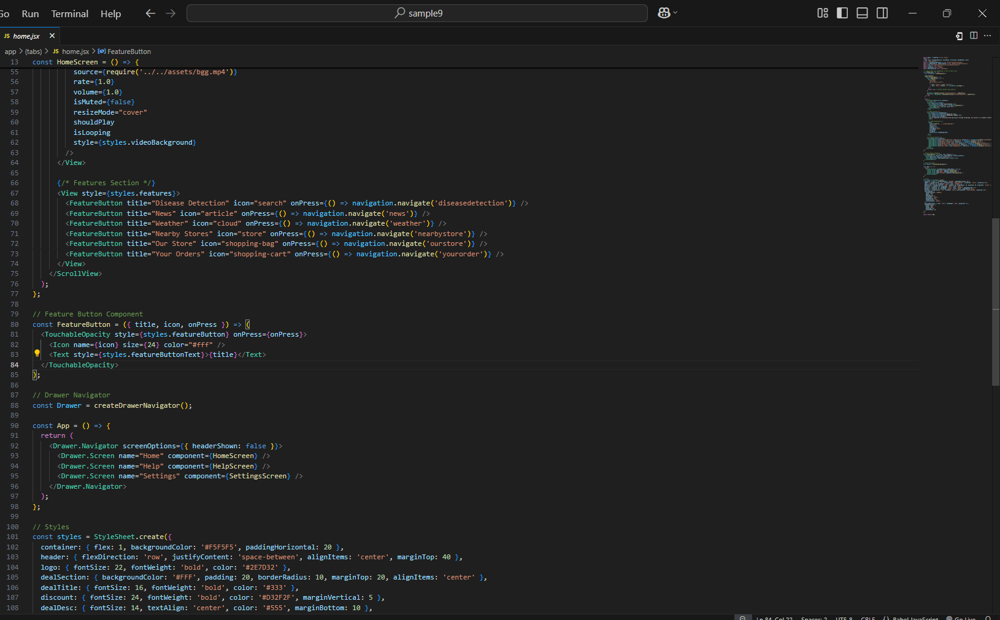 Go Run Terminal Help sample9
JS home.jsx
app > (tabs) > JS home.jsx > FeatureButton
13 const HomeScreen = () => {
55 source={require('../../assets/bgg.mp4')}
56 rate={1.0}
57 volume={1.0}
58 isMuted={false}
59 resizeMode="cover"
60 shouldPlay
61 isLooping
62 style={styles.videoBackground}
63 />
64 </View>
65
66 {/* Features Section */}
67 <View style={styles.features}>
68 <FeatureButton title="Disease Detection" icon="search" onPress={() => navigation.navigate('diseasedetection')} />
69 <FeatureButton title="News" icon="article" onPress={() => navigation.navigate('news')} />
70 <FeatureButton title="Weather" icon="cloud" onPress={() => navigation.navigate('weather')} />
71 <FeatureButton title="Nearby Stores" icon="store" onPress={() => navigation.navigate('nearbystore')} />
72 <FeatureButton title="Our Store" icon="shopping-bag" onPress={() => navigation.navigate('ourstore')} />
73 <FeatureButton title="Your Orders" icon="shopping-cart" onPress={() => navigation.navigate('yourorder')} />
74 </View>
75 </ScrollView>
76 );
77 };
78
79 // Feature Button Component
80 const FeatureButton = ({ title, icon, onPress }) => (
81 <TouchableOpacity style={styles.featureButton} onPress={onPress}>
82 <Icon name={icon} size={24} color="#fff" />
83 <Text style={styles.featureButtonText}>{title}</Text>
84 </TouchableOpacity>
85 );
86
87 // Drawer Navigator
88 const Drawer = createDrawerNavigator();
89
90 const App = () => {
91 return (
92 <Drawer.Navigator screenOptions={{ headerShown: false }}>
93 <Drawer.Screen name="Home" component={HomeScreen} />
94 <Drawer.Screen name="Help" component={HelpScreen} />
95 <Drawer.Screen name="Settings" component={SettingsScreen} />
96 </Drawer.Navigator>
97 );
98 };
99
100 // Styles
101 const styles = StyleSheet.create({
102 container: { flex: 1, backgroundColor: '#F5F5F5', paddingHorizontal: 20 },
103 header: { flexDirection: 'row', justifyContent: 'space-between', alignItems: 'center', marginTop: 40 },
104 logo: { fontSize: 22, fontWeight: 'bold', color: '#2E7D32' },
105 dealSection: { backgroundColor: '#FFF', padding: 20, borderRadius: 10, marginTop: 20, alignItems: 'center' },
106 dealTitle: { fontSize: 16, fontWeight: 'bold', color: '#333' },
107 discount: { fontSize: 24, fontWeight: 'bold', color: '#D32F2F', marginVertical: 5 },
108 dealDesc: { fontSize: 14, textAlign: 'center', color: '#555', marginBottom: 10 },
Ln 84, Col 22 Spaces: 2 UTF-8 CRLF {} Babel JavaScript Go Live